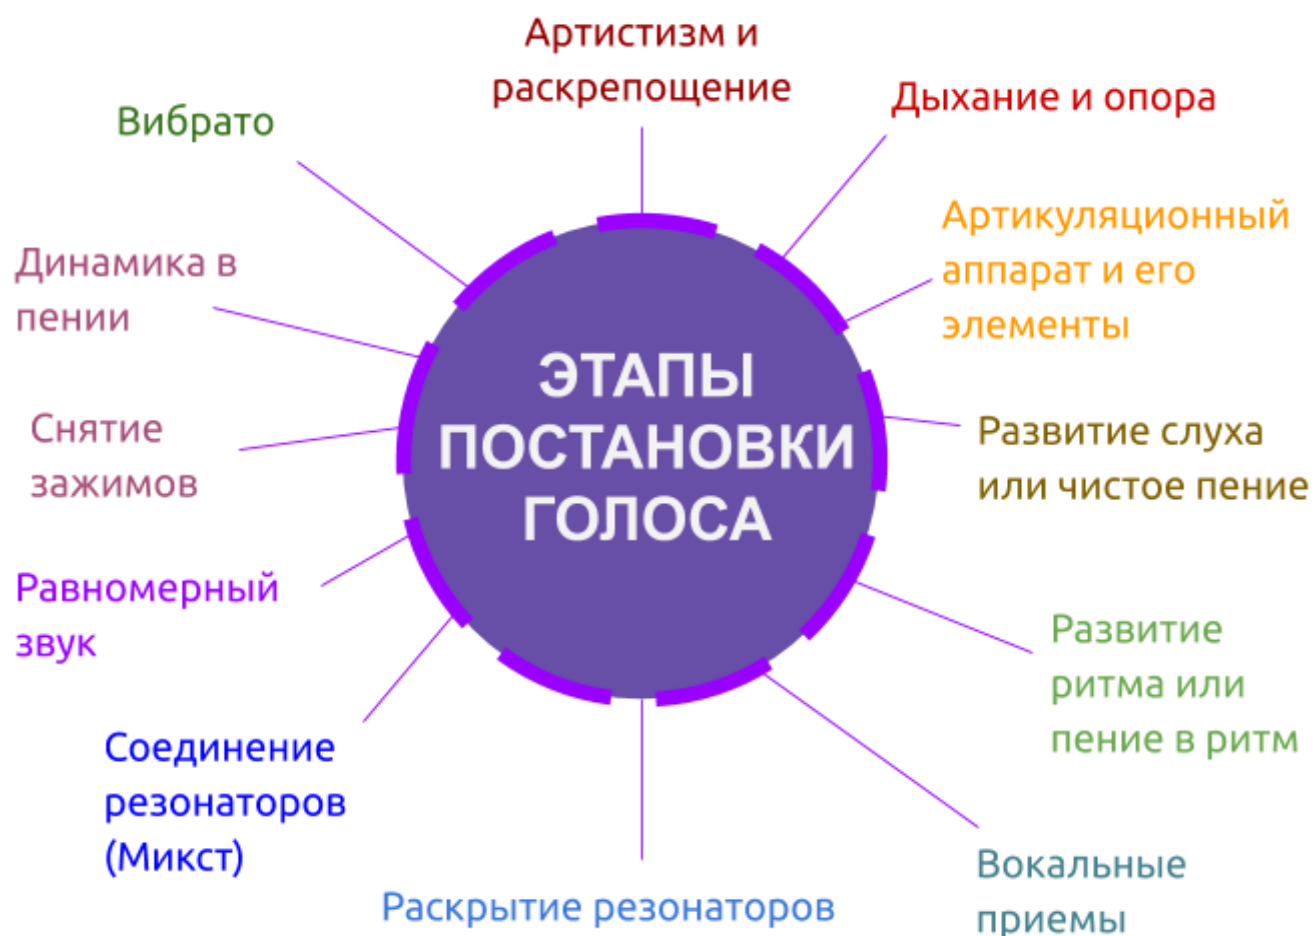 Артистизм и
раскрепощение
Дыхание и опора
Артикуляционный
аппарат и его
элементы
Развитие слуха
или чистое пение
Развитие
ритма или
пение в ритм
Вокальные
приемы
Раскрытие резонаторов
Соединение
резонаторов
(Микст)
Равномерный
звук
Снятие
зажимов
Динамика в
пении
Вибрато
ЭТАПЫ
ПОСТАНОВКИ
ГОЛОСА